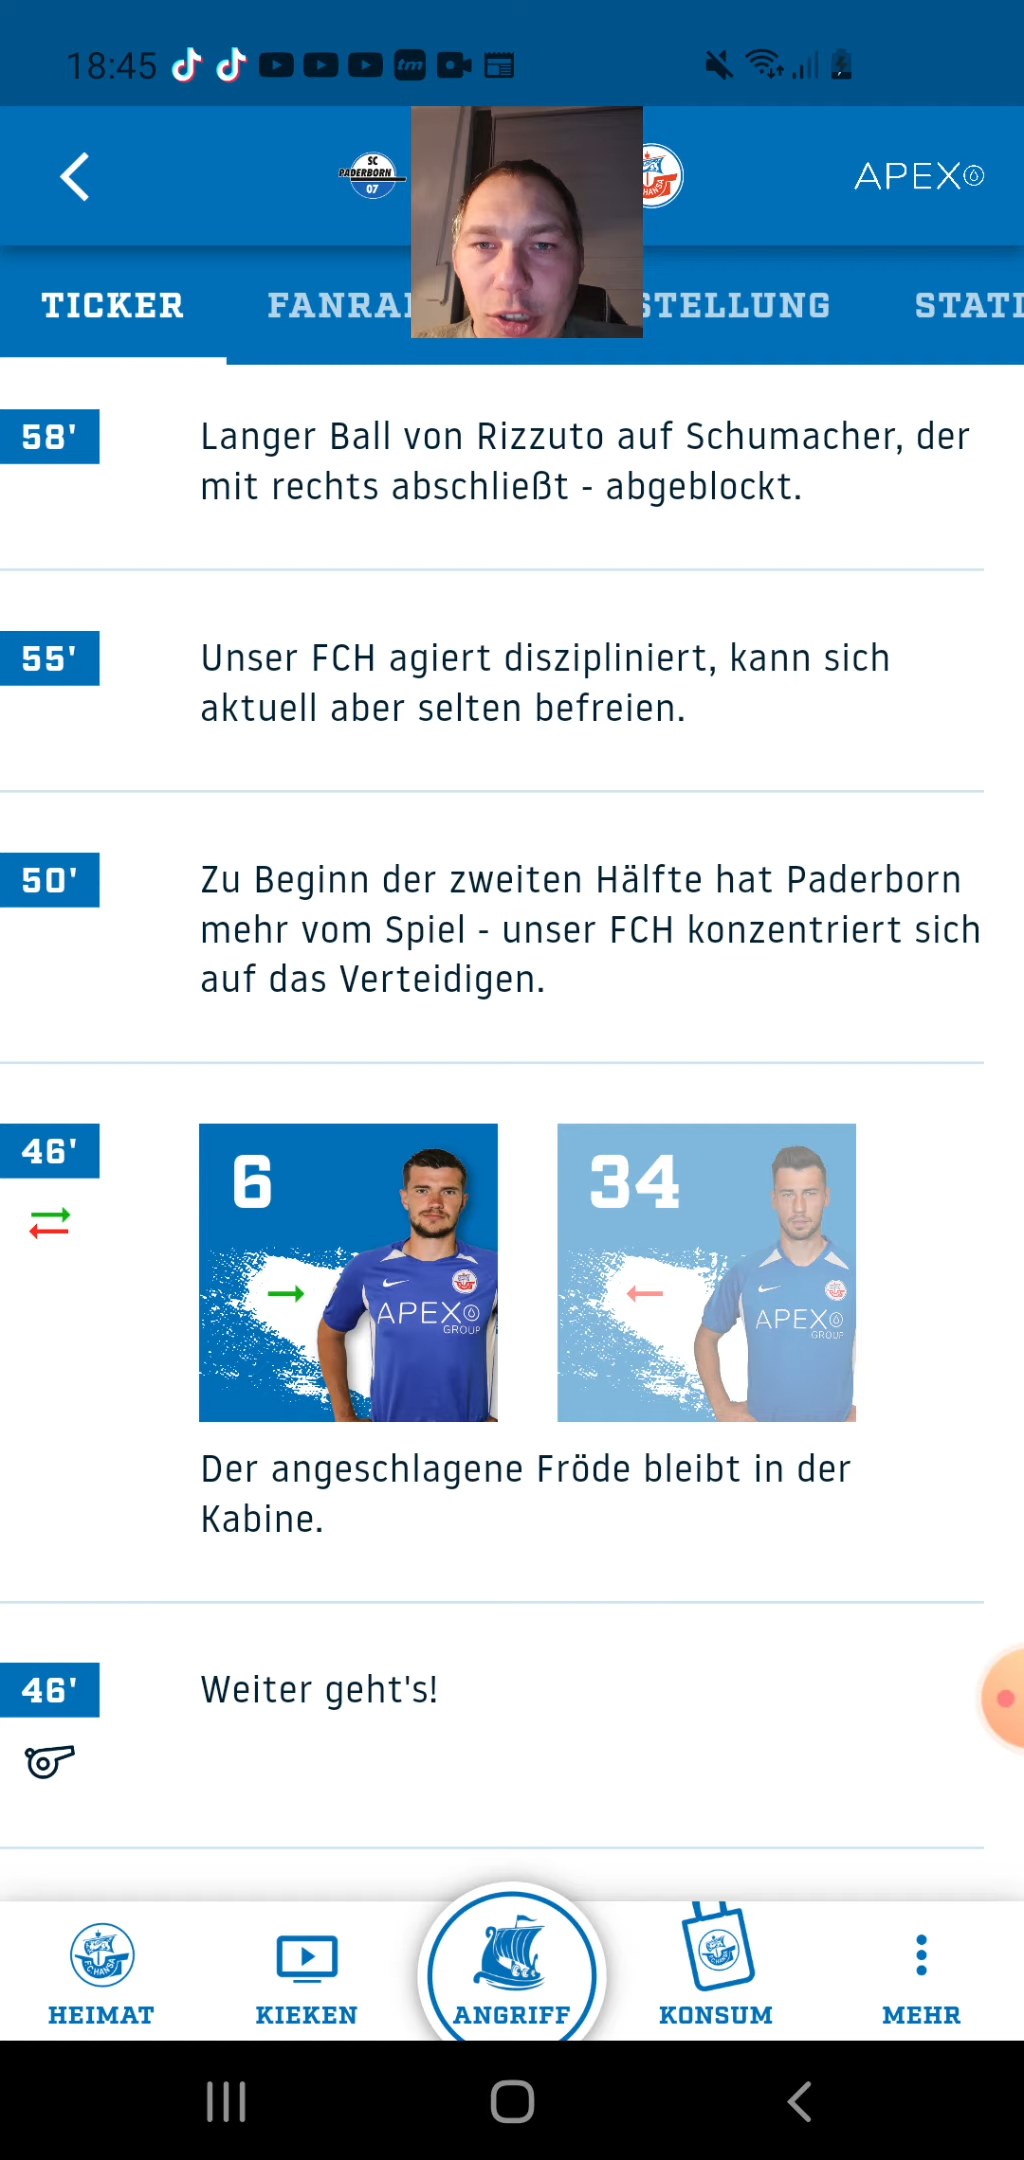 18:45
SC
PADERBORN
07
APEX
TICKER
STELLUNG
58'
Langer Ball von Rizzuto auf Schumacher, der
mit rechts abschließt - abgeblockt.
55'
Unser FCH agiert diszipliniert, kann sich
aktuell aber selten befreien.
50'
Zu Beginn der zweiten Hälfte hat Paderborn
mehr vom Spiel - unser FCH konzentriert sich
auf das Verteidigen.
46'
6
34
APEX
GROUP
APEX
GROUP
Der angeschlagene Fröde bleibt in der
Kabine.
46'
Weiter geht's!
HEIMAT
KIEKEN
ANGRIFF
KONSUM
MEHR